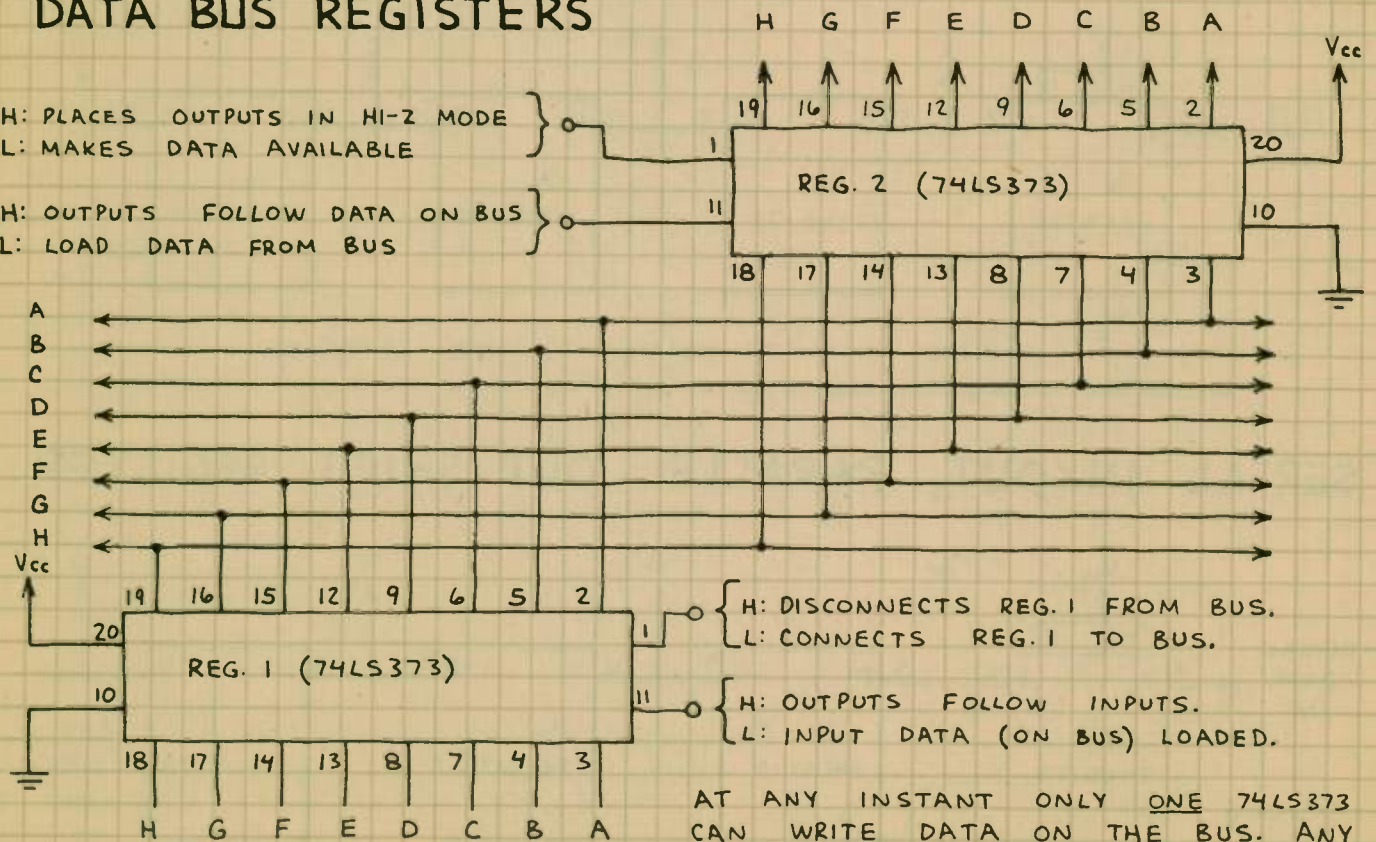 DATA BUS REGISTERS
H G F E D C B A
Vcc
H: PLACES OUTPUTS IN HI-Z MODE
L: MAKES DATA AVAILABLE
19 16 15 12 9 6 5 2
1
20
REG. 2 (74LS373)
H: OUTPUTS FOLLOW DATA ON BUS
L: LOAD DATA FROM BUS
11
10
18 17 14 13 8 7 4 3
A
B
C
D
E
F
G
H
Vcc
19 16 15 12 9 6 5 2
20
1
H: DISCONNECTS REG. 1 FROM BUS.
L: CONNECTS REG. 1 TO BUS.
REG. 1 (74LS373)
10
11
H: OUTPUTS FOLLOW INPUTS.
L: INPUT DATA (ON BUS) LOADED.
18 17 14 13 8 7 4 3
H G F E D C B A
AT ANY INSTANT ONLY ONE 74LS373
CAN WRITE DATA ON THE BUS. ANY